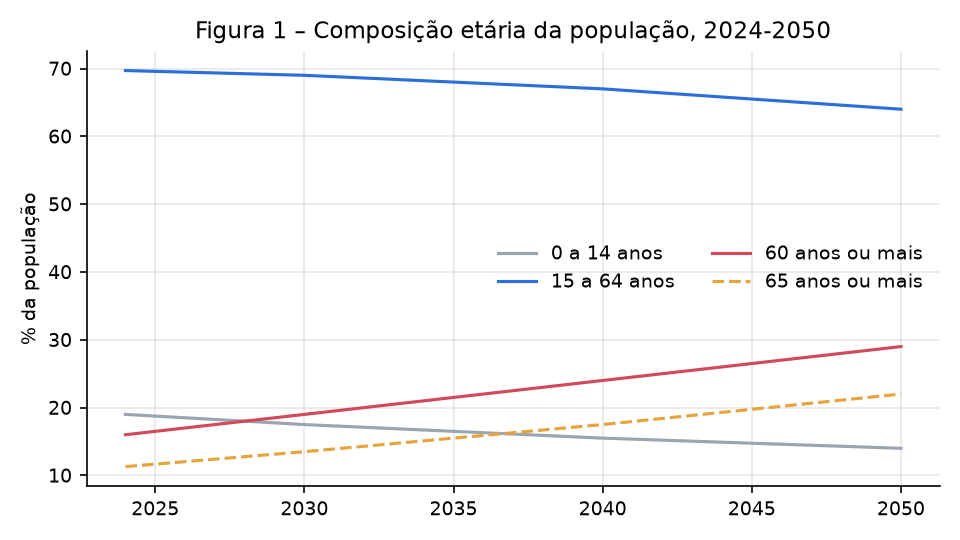 Figura 1 – Composição etária da população, 2024-2050
% da população
70
60
50
40
30
20
10
0 a 14 anos
15 a 64 anos
60 anos ou mais
65 anos ou mais
2025 2030 2035 2040 2045 2050